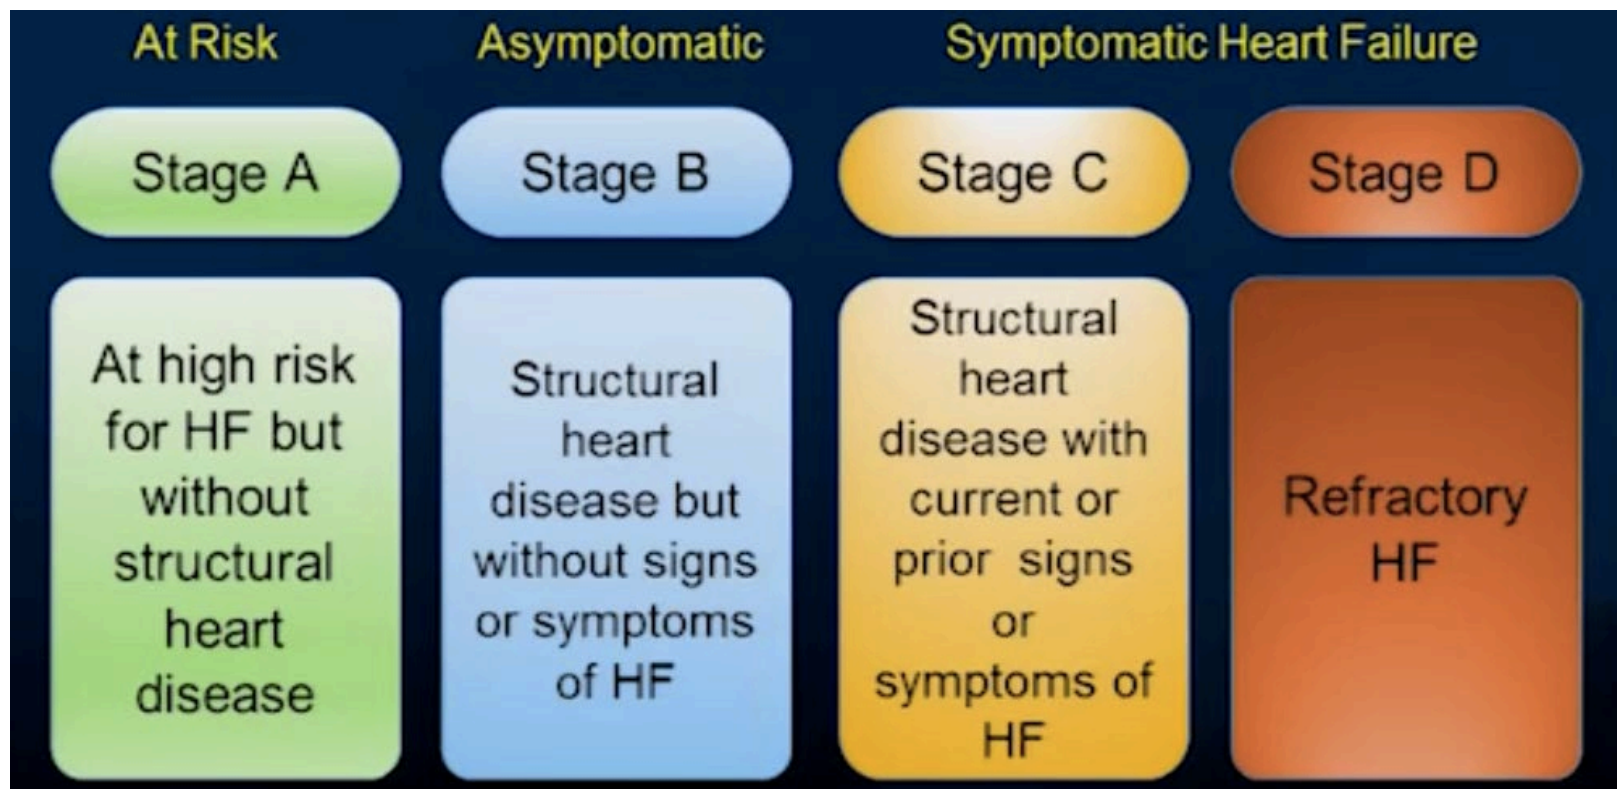 At Risk
Asymptomatic
Symptomatic Heart Failure
Stage A
Stage B
Stage C
Stage D
At high risk
for HF but
without
structural
heart
disease
Structural
heart
disease but
without signs
or symptoms
of HF
Structural
heart
disease with
current or
prior signs
or
symptoms of
HF
Refractory
HF